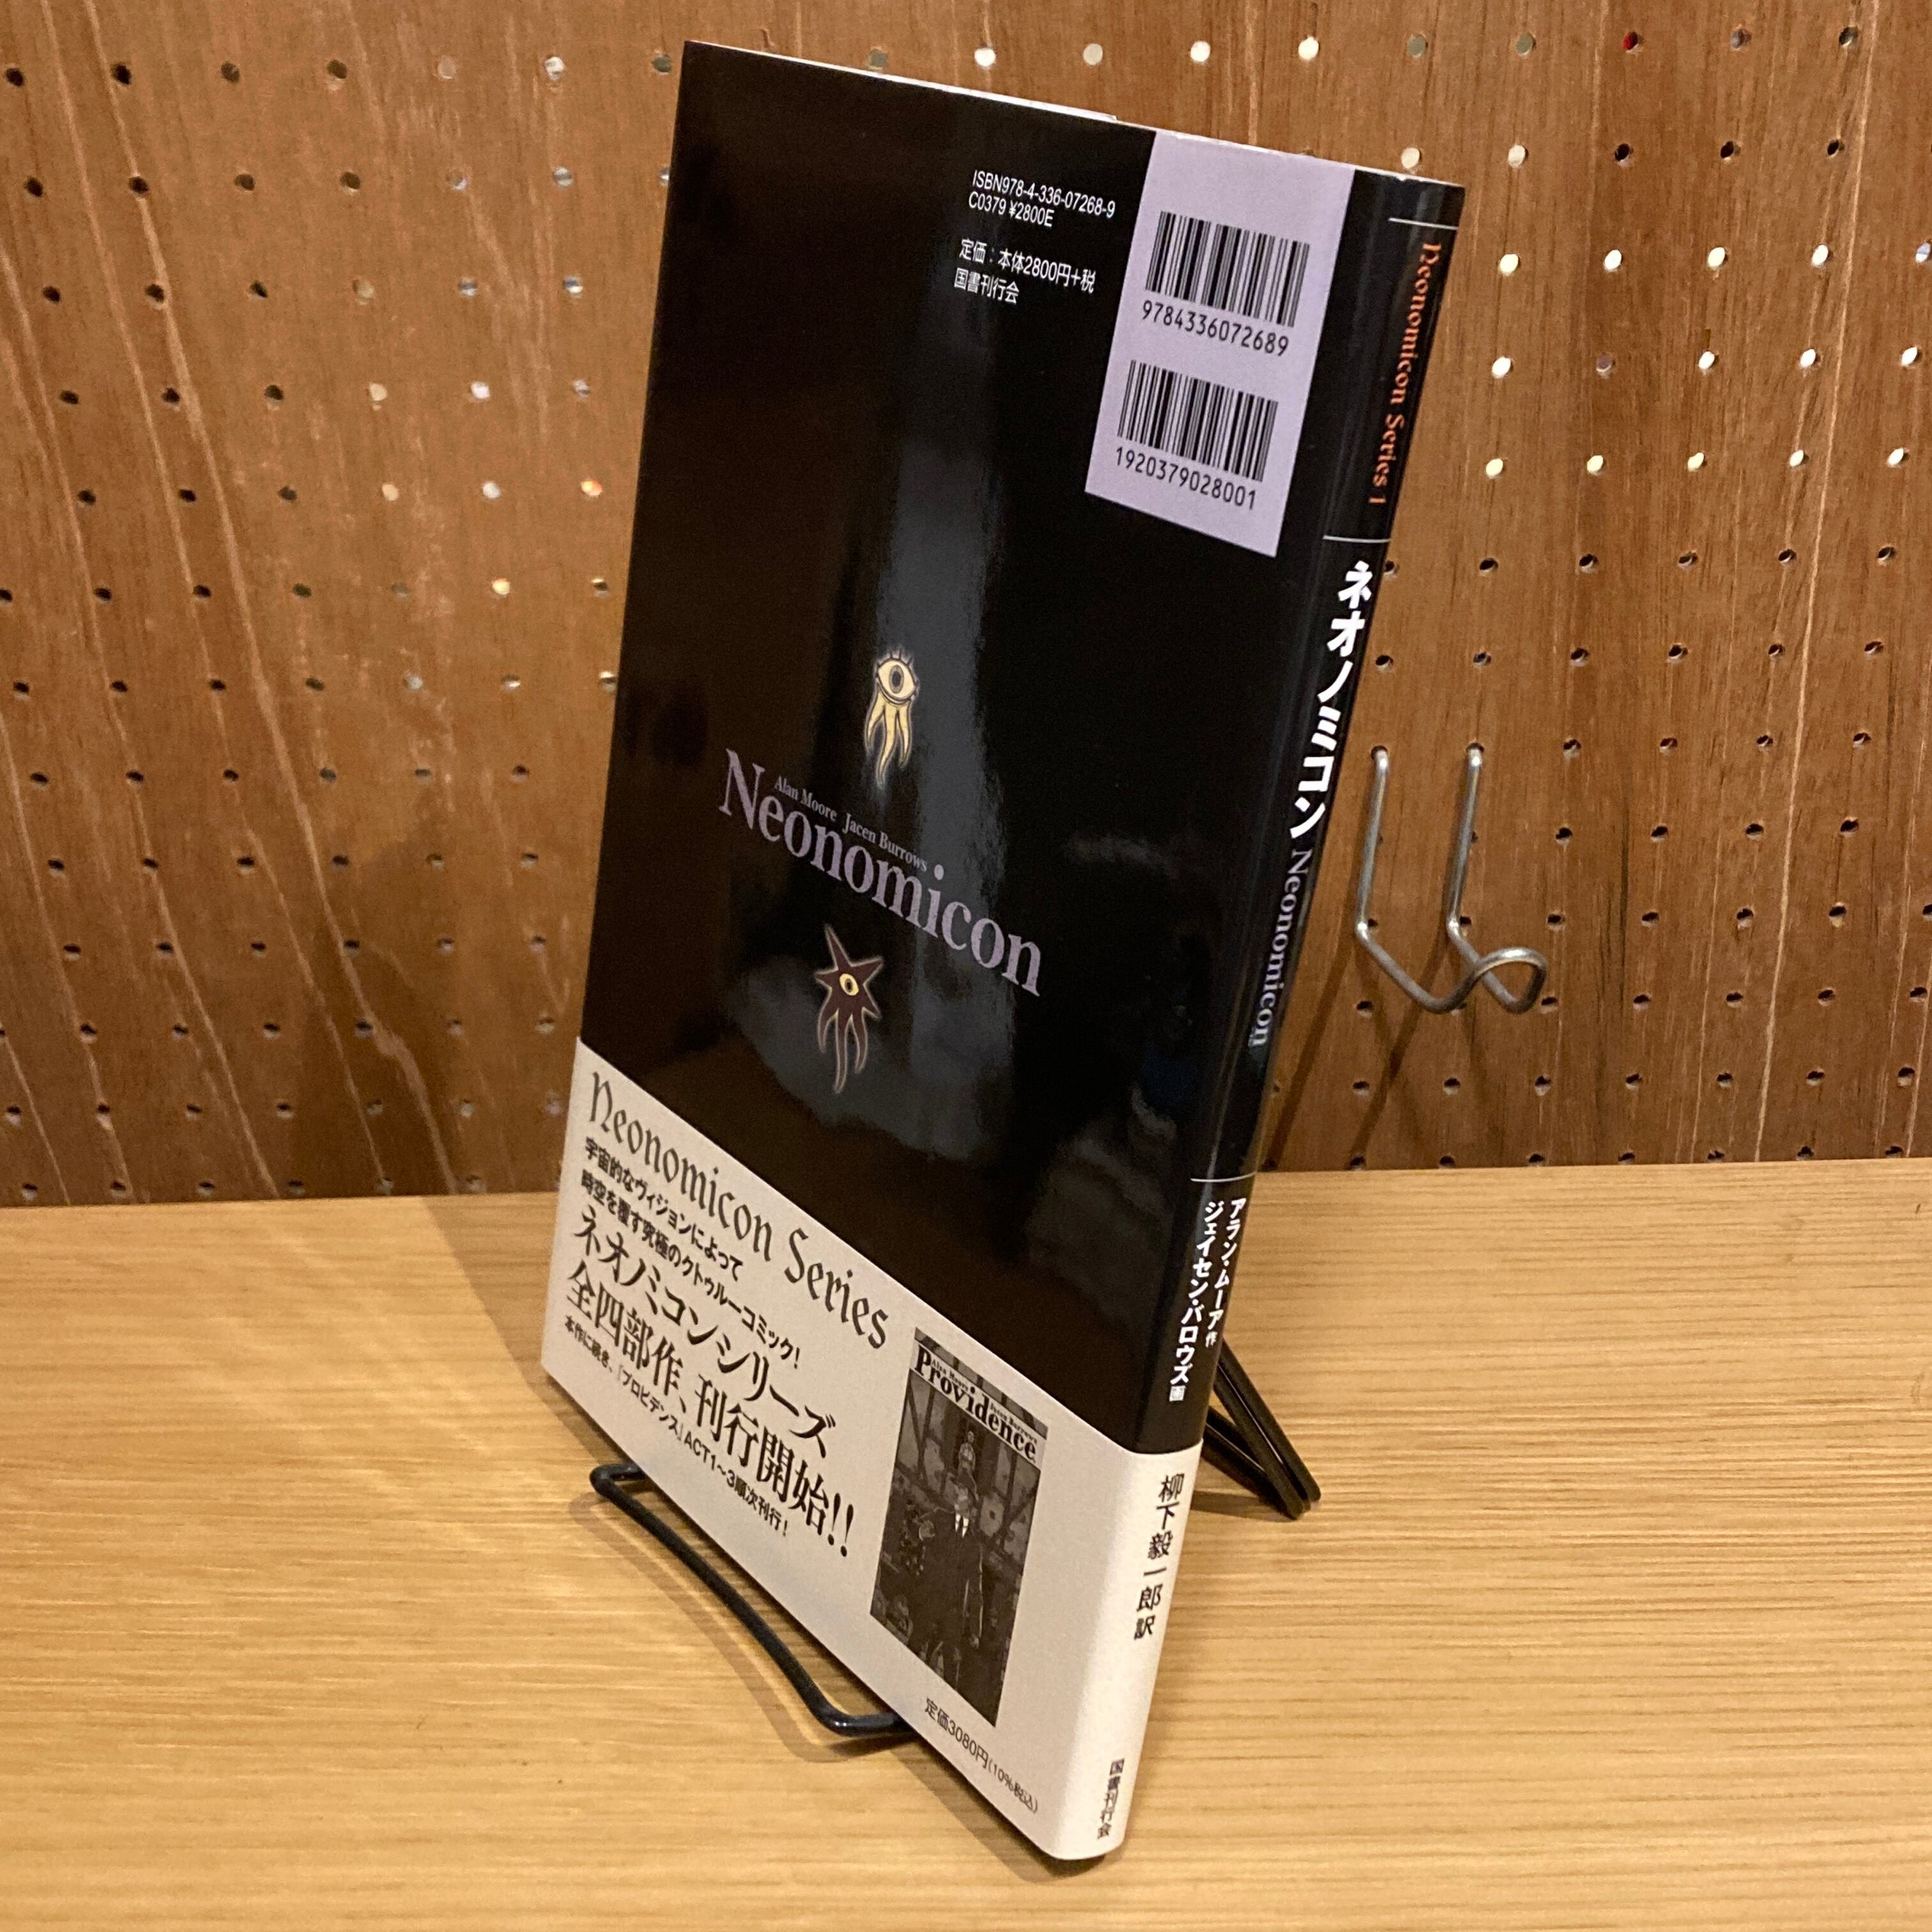 ISBN978-4-336-07268-9
C0379 ¥2800E
定価：本体2800円+税
国書刊行会
9784336072689
1920379028001
Alan Moore Jacen Burrows
Neonomicon
Neonomicon Series
宇宙的なヴィジョンによって
時空を覆す究極のクトゥルーコミック!
ネオノミコンシリーズ
全四部作、刊行開始!!
本作に続き、『プロビデンス』ACT1~3順次刊行!
Alan Moore Jacen Burrows
Providence
定価3080円(10%税込)
Neonomicon Series 1
ネオノミコン Neonomicon
アラン・ムーア作
ジェイセン・バロウズ画
柳下毅一郎 訳
国書刊行会